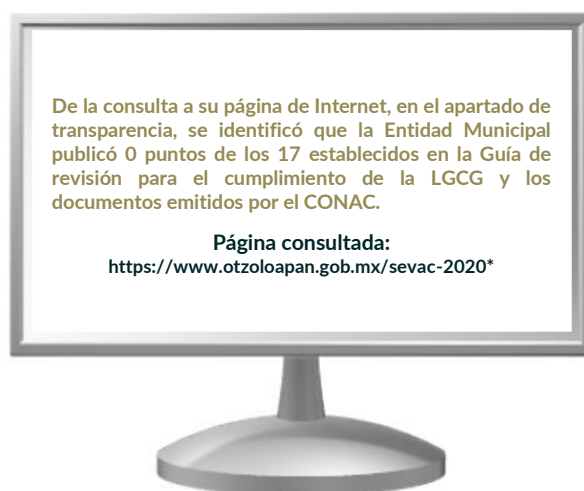 De la consulta a su página de Internet, en el apartado de
transparencia, se identificó que la Entidad Municipal
publicó 0 puntos de los 17 establecidos en la Guía de
revisión para el cumplimiento de la LGCG y los
documentos emitidos por el CONAC.
Página consultada:
https://www.otzoloapan.gob.mx/sevac-2020*